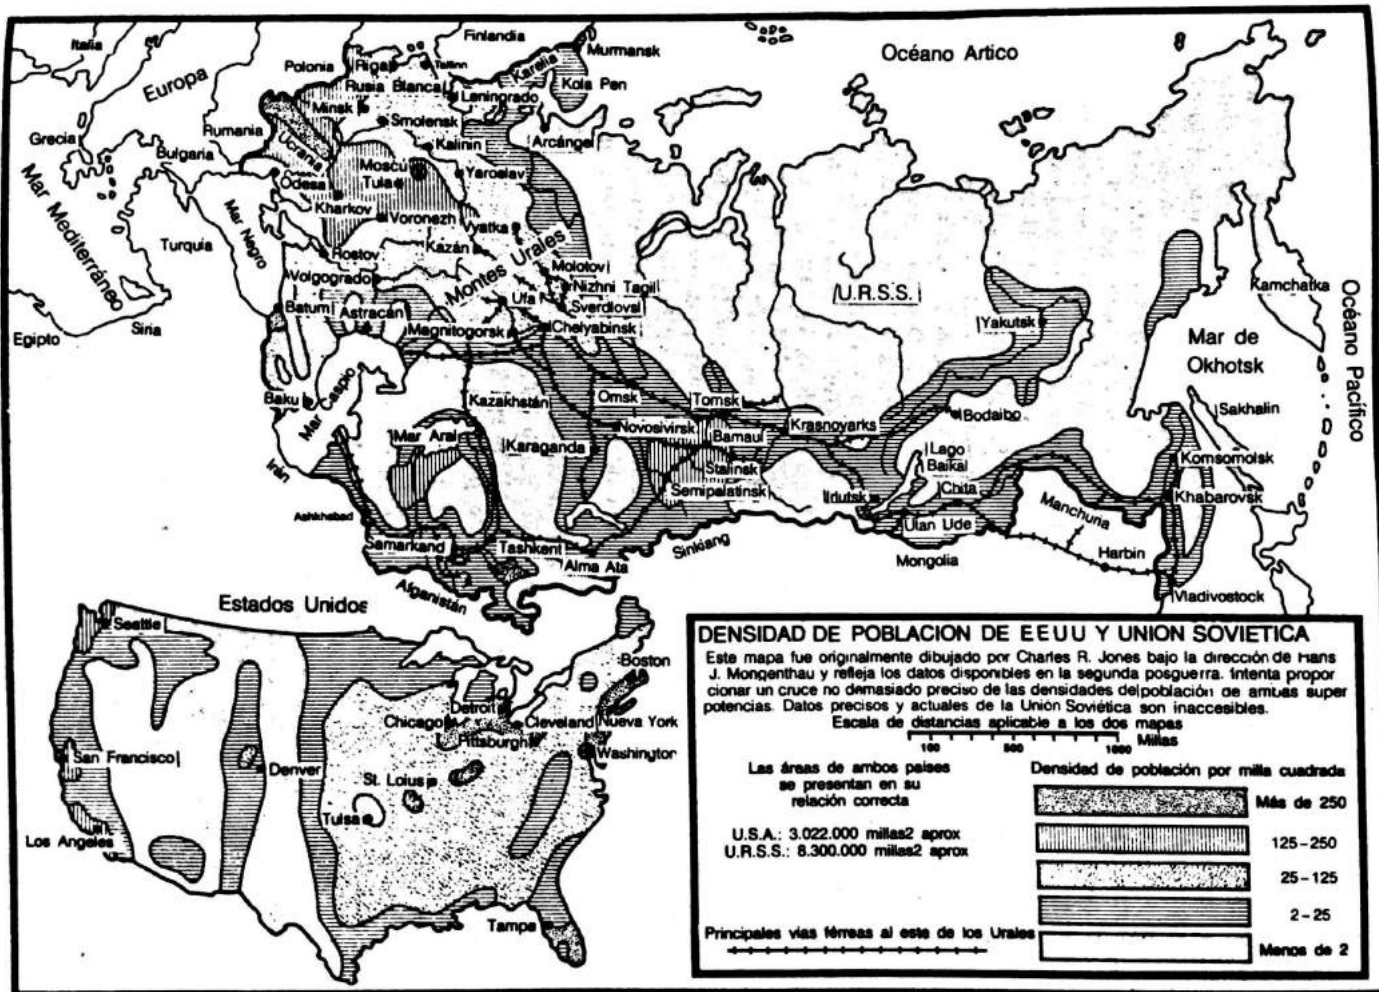 Italia
Europa
Grecia
Mar Mediterráneo
Egipto
Siria
Turquía
Bulgaria
Rumania
Mar Negro
Polonia
Finlandia
Riga
Tallinn
Rusia Blanca
Minsk
Leningrado
Karelia
Kola Pen
Murmansk
Océano Artico
Smolensk
Ucrania
Kalinin
Arcángel
Moscú
Tula
Yaroslav
Odesa
Kharkov
Voronezh
Vyatka
Kazán
Rostov
Montes Urales
Molotov
Volgogrado
Nizhni Tagil
Ufa
Sverdlovsl
Batum
Astracán
Magnitogorsk
Chelyabinsk
U.R.S.S.
Yakutsk
Kamchatka
Océano Pacífico
Mar de
Okhotsk
Baku
Mar Caspio
Kazakhstán
Omsk
Tomsk
Bodaibo
Sakhalin
Novosivirsk
Krasnoyarks
Mar Aral
Karaganda
Barnaul
Stalinsk
Semipalatinsk
Lago
Baikal
Chita
Komsomolsk
Khabarovsk
Irán
Irlutsk
Ulan Ude
Manchuria
Harbin
Ashkhabad
Samarkand
Tashkent
Alma Ata
Sinkiang
Mongolia
Vladivostock
Afganistán
Estados Unidos
Seattle
Boston
Detroit
Chicago
Cleveland
Nueva York
Pittsburgh
Washington
San Francisco
Denver
St. Loius
Tulsa
Los Angeles
Tampa
DENSIDAD DE POBLACION DE EEUU Y UNION SOVIETICA
Este mapa fue originalmente dibujado por Charles R. Jones bajo la dirección de Hans
J. Mongenthau y refleja los datos disponibles en la segunda posguerra. Intenta propor
cionar un cruce no demasiado preciso de las densidades del población de ambas super
potencias. Datos precisos y actuales de la Unión Soviética son inaccesibles.
Escala de distancias aplicable a los dos mapas
100 500 1000 Millas
Las áreas de ambos países
se presentan en su
relación correcta
U.S.A.: 3.022.000 millas2 aprox
U.R.S.S.: 8.300.000 millas2 aprox
Principales vías férreas al este de los Urales
Densidad de población por milla cuadrada
Más de 250
125-250
25-125
2-25
Menos de 2